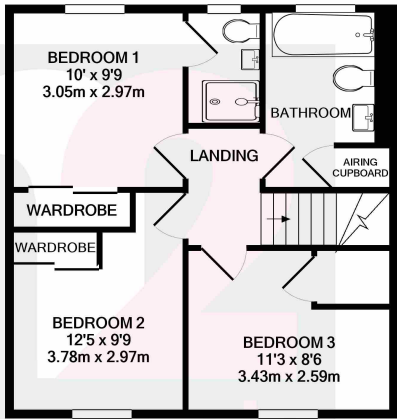 BEDROOM 1
10' x 9'9
3.05m x 2.97m
BATHROOM
LANDING
AIRING
CUPBOARD
WARDROBE
WARDROBE
BEDROOM 2
12'5 x 9'9
3.78m x 2.97m
BEDROOM 3
11'3 x 8'6
3.43m x 2.59m